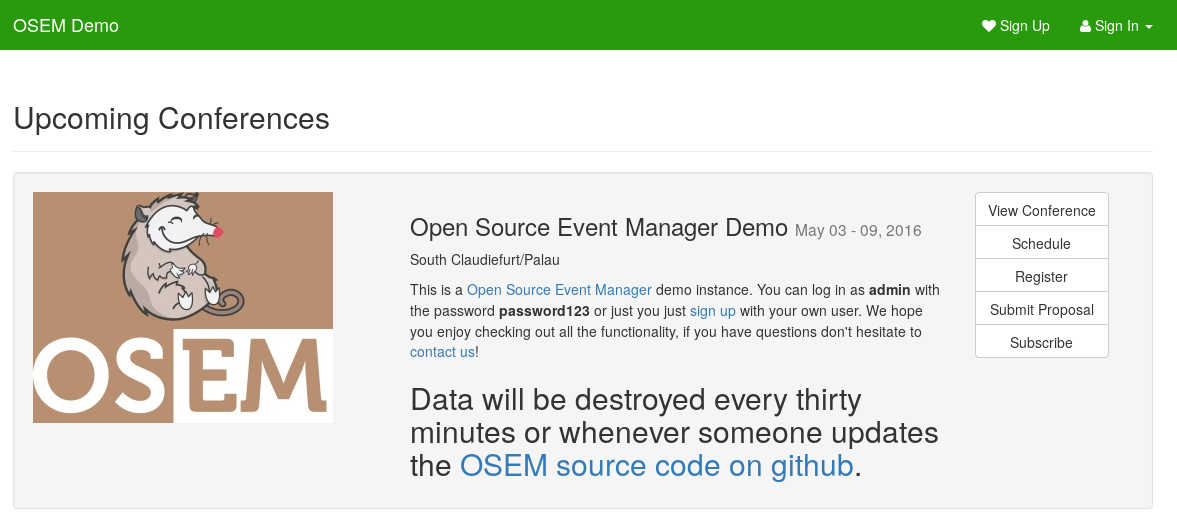 OSEM Demo
Sign Up
Sign In
Upcoming Conferences
OSEM
Open Source Event Manager Demo May 03 - 09, 2016
South Claudiefurt/Palau
This is a Open Source Event Manager demo instance. You can log in as admin with
the password password123 or just you just sign up with your own user. We hope
you enjoy checking out all the functionality, if you have questions don't hesitate to
contact us!
Data will be destroyed every thirty
minutes or whenever someone updates
the OSEM source code on github.
View Conference
Schedule
Register
Submit Proposal
Subscribe